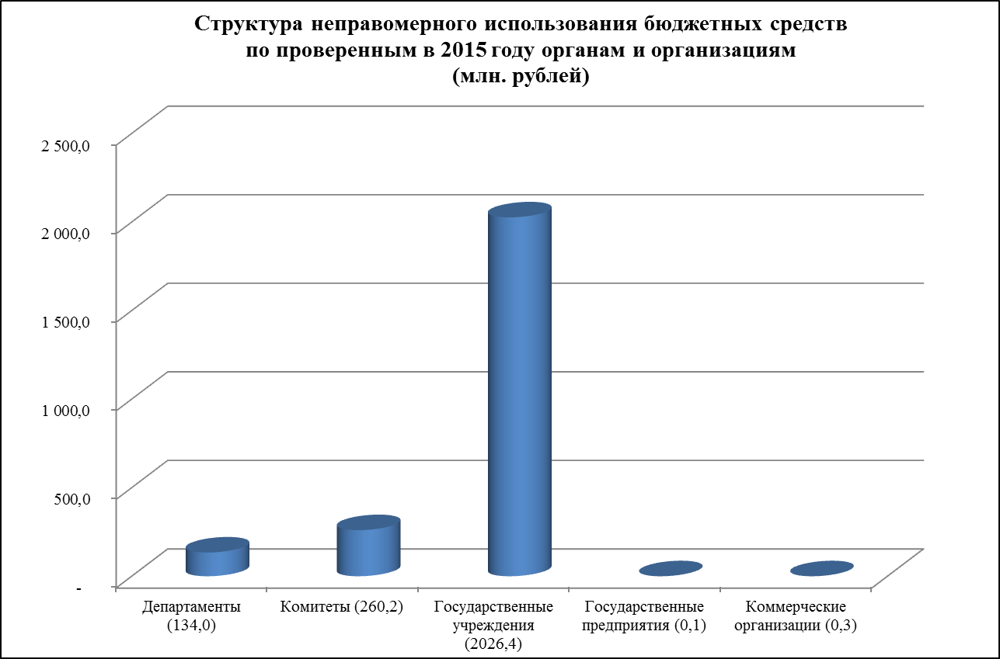 Структура неправомерного использования бюджетных средств
по проверенным в 2015 году органам и организациям
(млн. рублей)
2 500,0
2 000,0
1 500,0
1 000,0
500,0
-
Департаменты
(134,0)
Комитеты (260,2)
Государственные
учреждения
(2026,4)
Государственные
предприятия (0,1)
Коммерческие
организации (0,3)